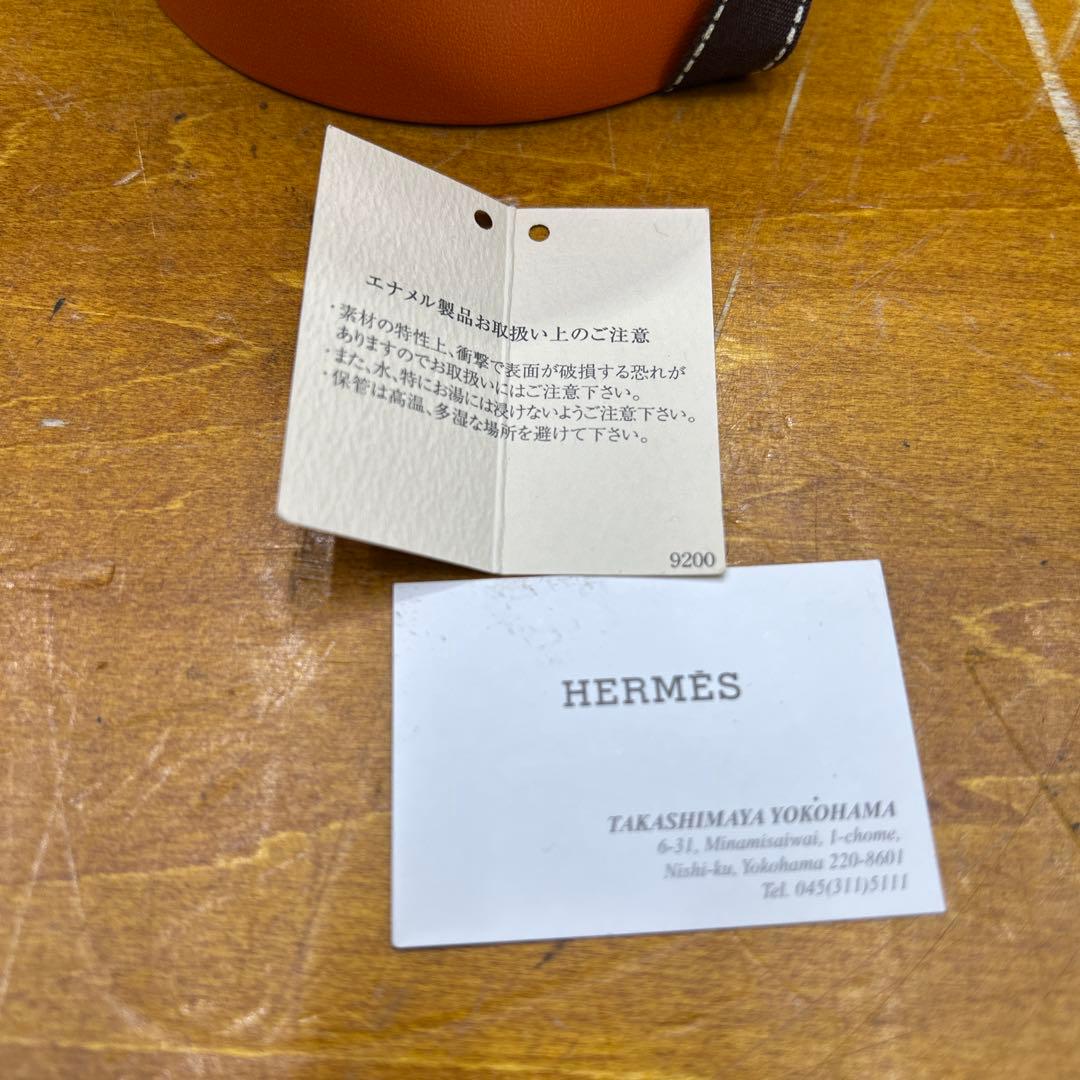 エナメル製品お取扱い上のご注意
・素材の特性上、衝撃で表面が破損する恐れが
ありますのでお取扱いにはご注意下さい。
・また、水、特にお湯には浸けないようご注意下さい。
・保管は高温、多湿な場所を避けて下さい。
9200
HERMÈS
TAKASHIMAYA YOKOHAMA
6-31, Minamisaiwai, 1-chome,
Nishi-ku, Yokohama 220-8601
Tel. 045(311)5111